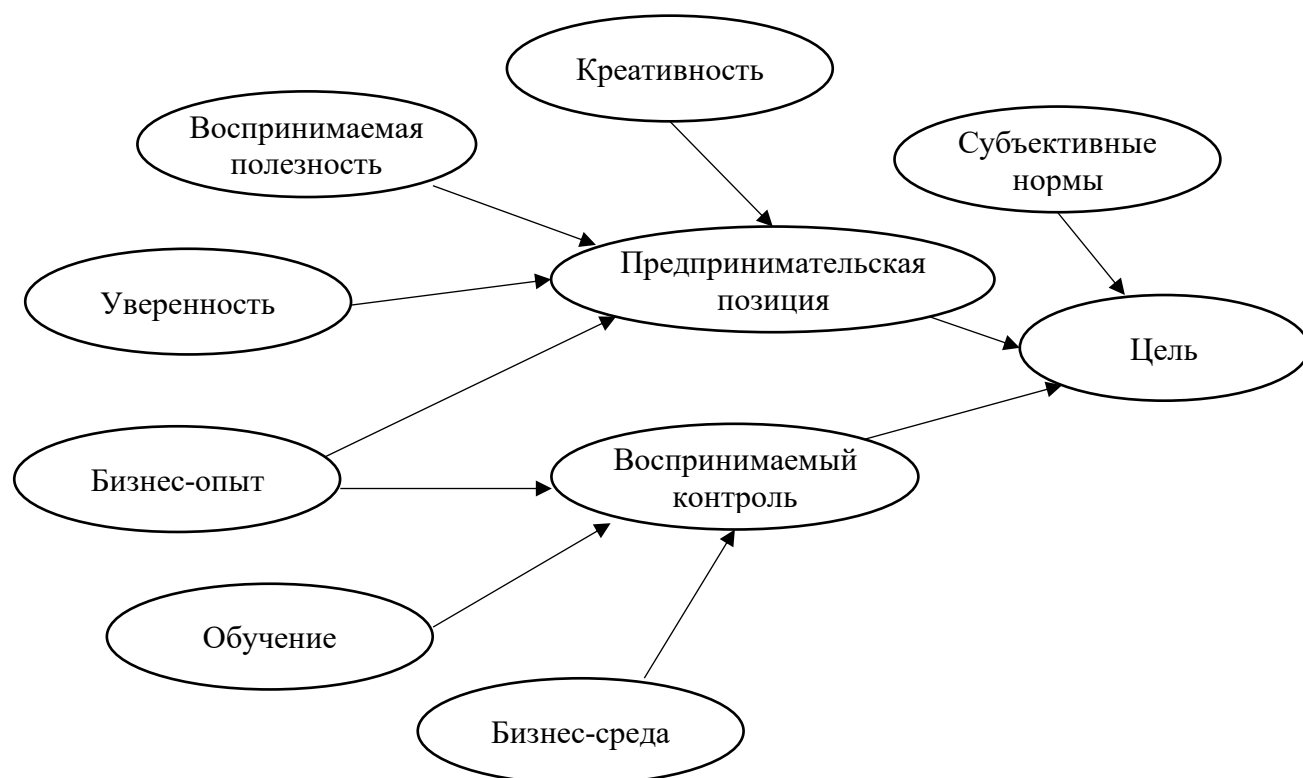 Креативность
Воспринимаемая
полезность
Субъективные
нормы
Предпринимательская
позиция
Уверенность
Цель
Воспринимаемый
контроль
Бизнес-опыт
Обучение
Бизнес-среда